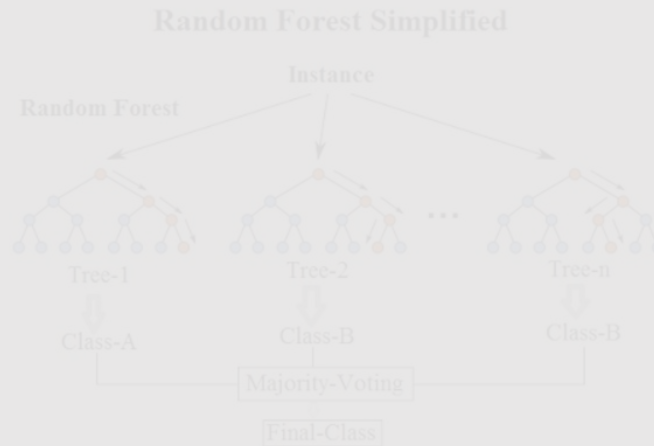 Random Forest Simplified
Instance
Random Forest
...
Tree-1
Tree-2
Tree-n
Class-A
Class-B
Class-B
Majority-Voting
Final-Class